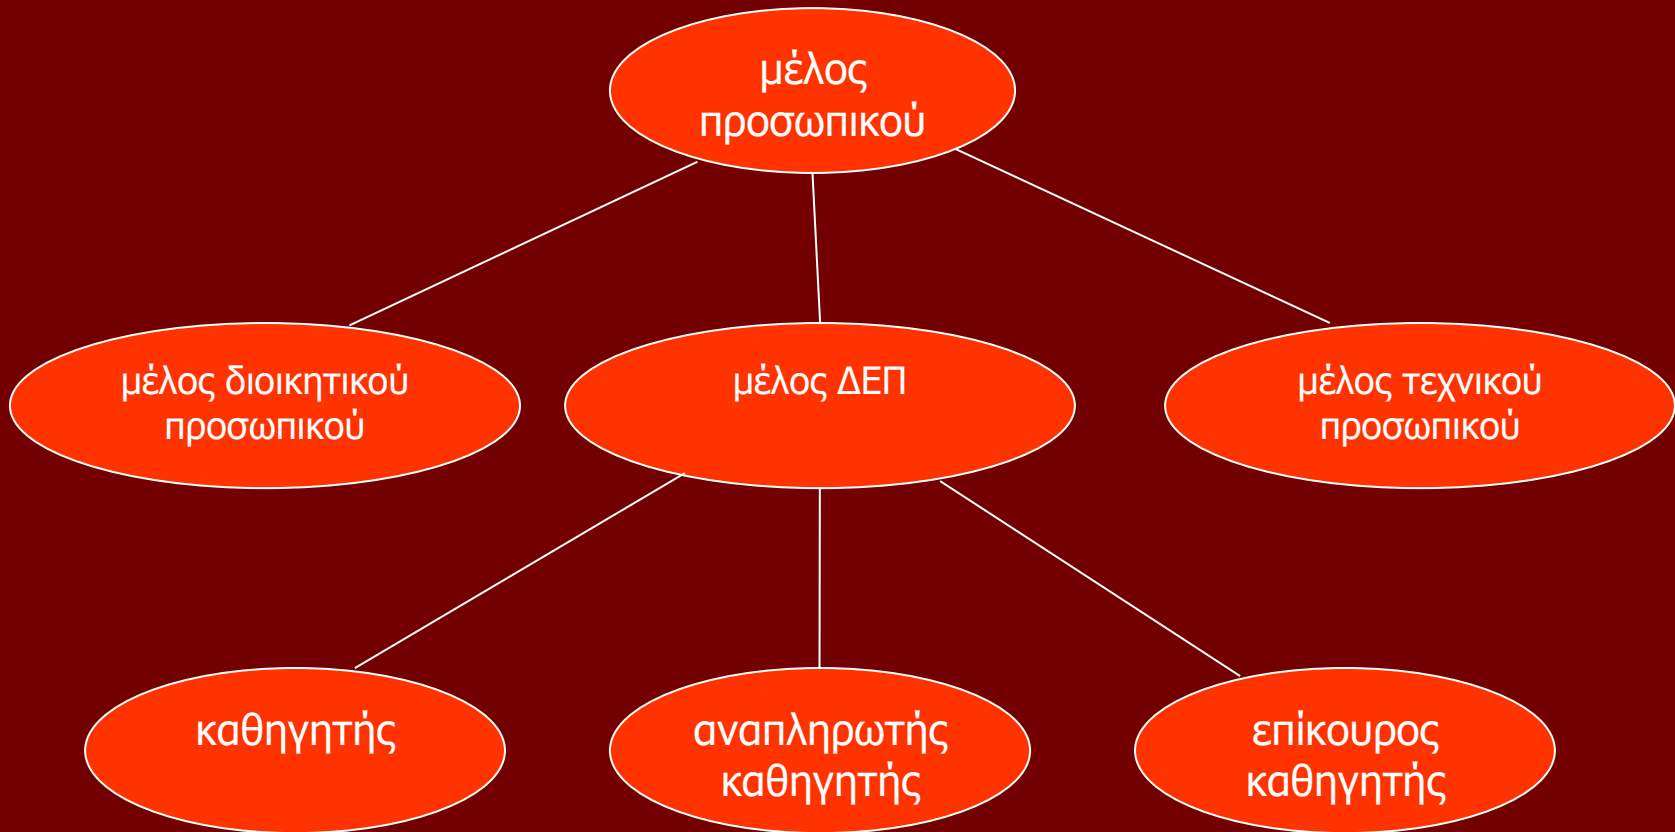 μέλος
προσωπικού
μέλος διοικητικού
προσωπικού
μέλος ΔΕΠ
μέλος τεχνικού
προσωπικού
καθηγητής
αναπληρωτής
καθηγητής
επίκουρος
καθηγητής